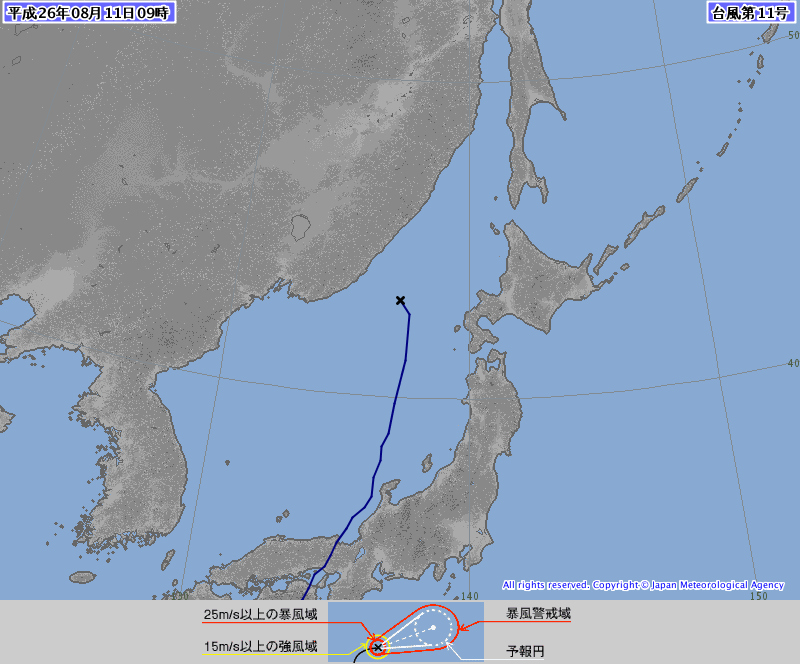 平成26年08月11日09時
台風第11号
50
40
All rights reserved. Copyright © Japan Meteorological Agency
130
140
150
25m/s以上の暴風域
暴風警戒域
15m/s以上の強風域
予報円